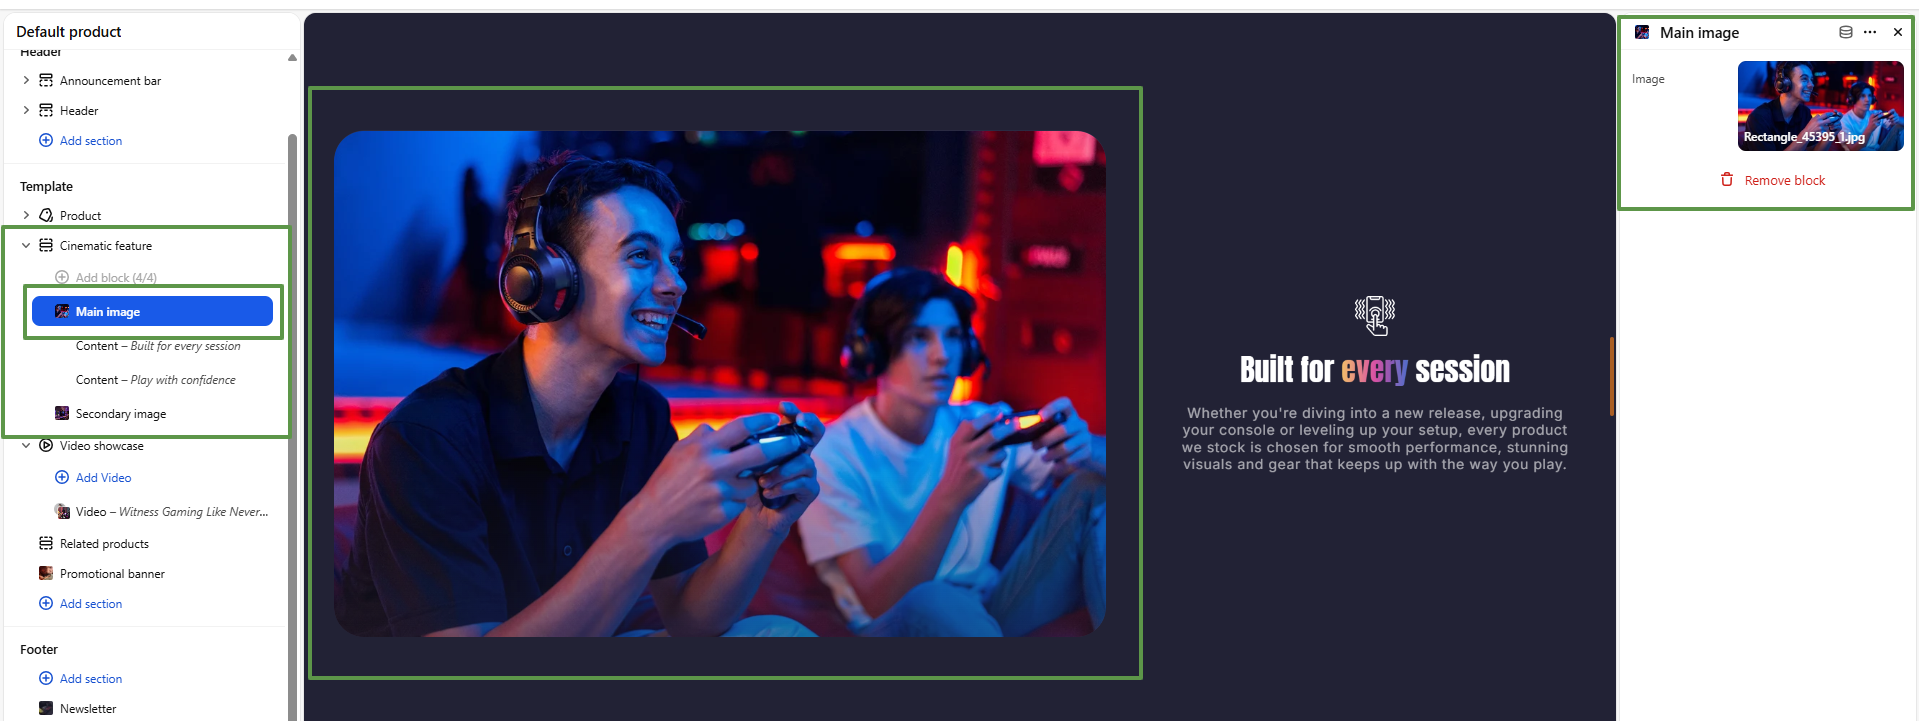 Default product
Header
Announcement bar
Header
Add section
Template
Product
Cinematic feature
Add block (4/4)
Main image
Content – Built for every session
Content – Play with confidence
Secondary image
Video showcase
Add Video
Video – Witness Gaming Like Never...
Related products
Promotional banner
Add section
Footer
Add section
Newsletter
Built for every session
Whether you're diving into a new release, upgrading
your console or leveling up your setup, every product
we stock is chosen for smooth performance, stunning
visuals and gear that keeps up with the way you play.
Main image
Image
Rectangle_45395_1.jpg
Remove block